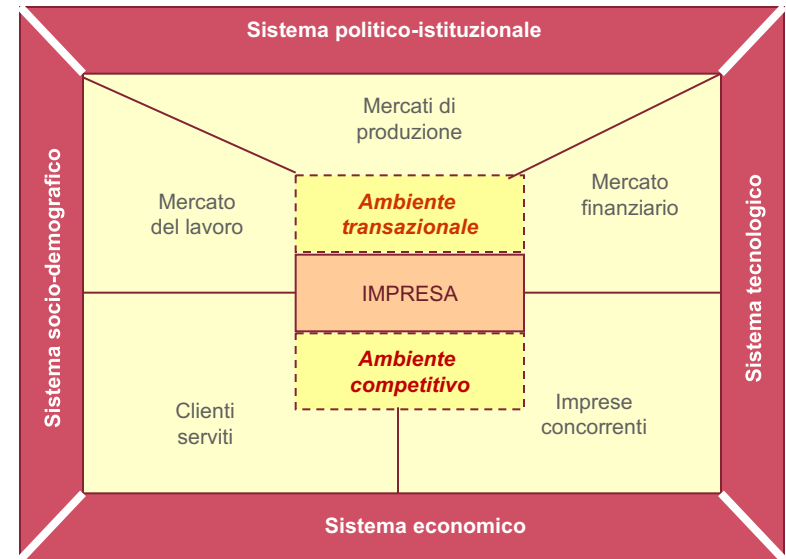 Sistema politico-istituzionale
Mercati di
produzione
Sistema socio-demografico
Mercato
del lavoro
Ambiente
transazionale
Mercato
finanziario
Sistema tecnologico
IMPRESA
Ambiente
competitivo
Clienti
serviti
Imprese
concorrenti
Sistema economico